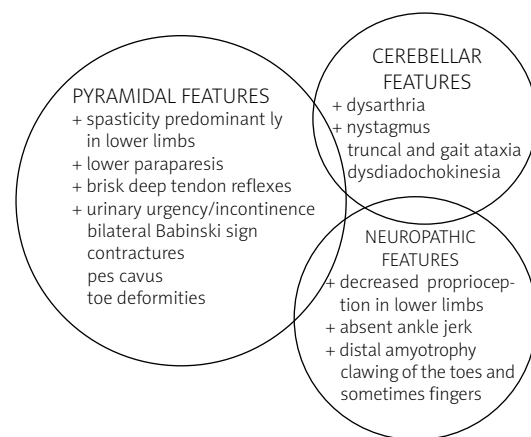 PYRAMIDAL FEATURES
+ spasticity predominant ly
in lower limbs
+ lower paraparesis
+ brisk deep tendon reflexes
+ urinary urgency/incontinence
bilateral Babinski sign
contractures
pes cavus
toe deformities
CEREBELLAR
FEATURES
+ dysarthria
+ nystagmus
truncal and gait ataxia
dysdiadochokinesia
NEUROPATHIC
FEATURES
+ decreased propriocep-
tion in lower limbs
+ absent ankle jerk
+ distal amyotrophy
clawing of the toes and
sometimes fingers